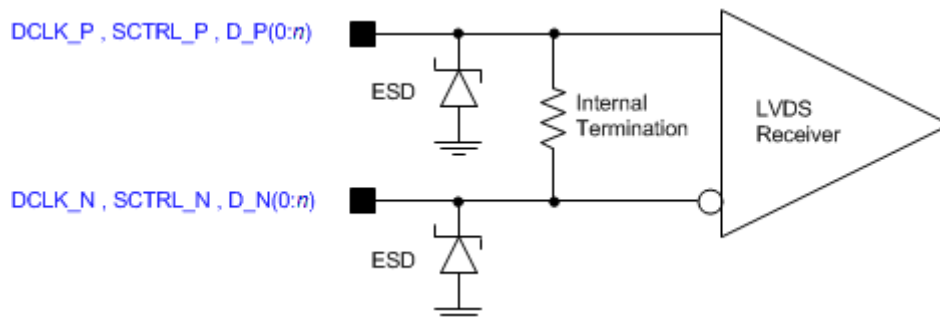 DCLK_P , SCTRL_P , D_P(0:n)
ESD
Internal
Termination
LVDS
Receiver
DCLK_N , SCTRL_N , D_N(0:n)
ESD